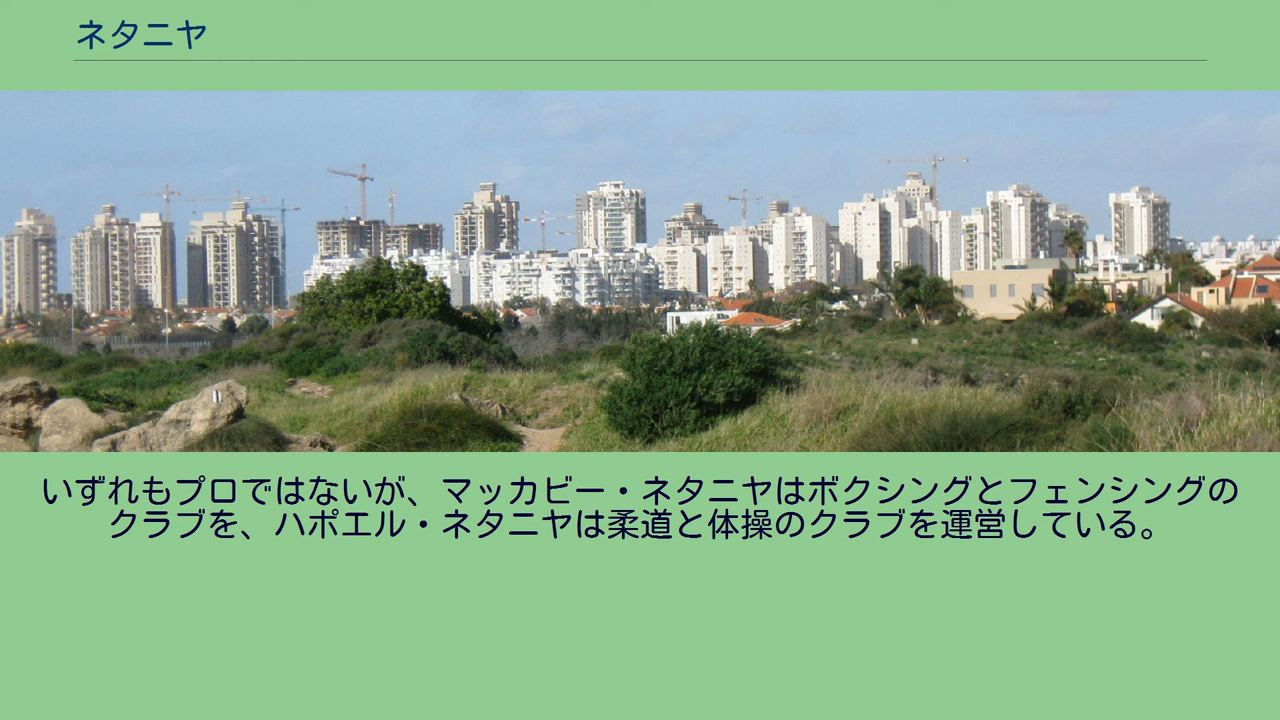 ネタニヤ
いずれもプロではないが、マッカビー・ネタニヤはボクシングとフェンシングの
クラブを、ハポエル・ネタニヤは柔道と体操のクラブを運営している。